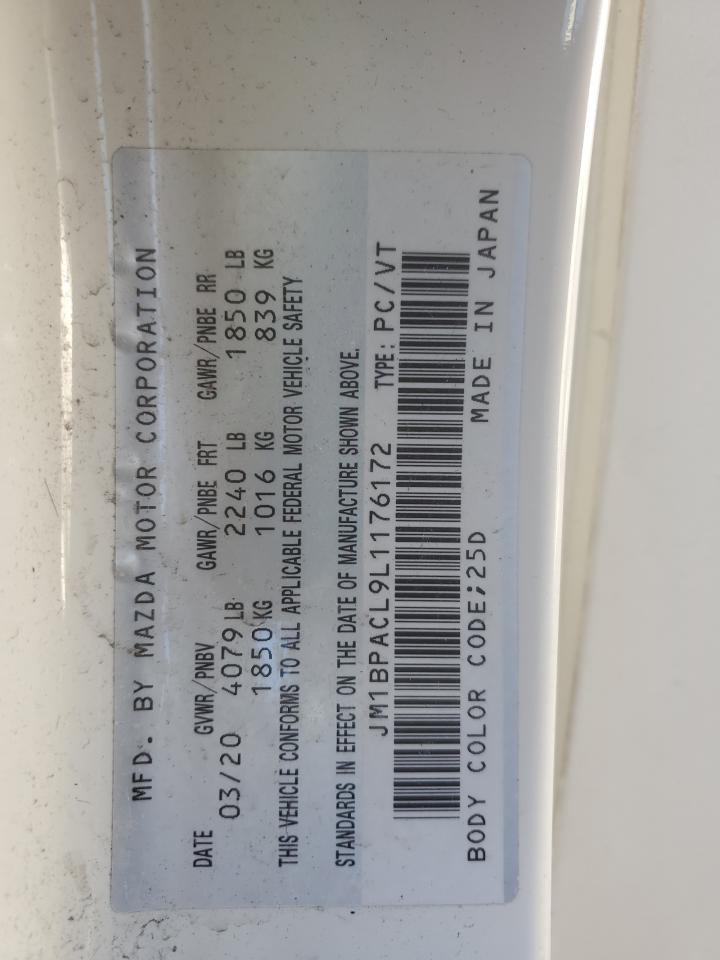 MFD. BY MAZDA MOTOR CORPORATION
DATE GVWR/PNBV GAWR/PNBE FRT GAWR/PNBE RR
03/20 4079 LB 2240 LB 1850 LB
1850 KG 1016 KG 839 KG
THIS VEHICLE CONFORMS TO ALL APPLICABLE FEDERAL MOTOR VEHICLE SAFETY
STANDARDS IN EFFECT ON THE DATE OF MANUFACTURE SHOWN ABOVE.
JM1BPACL9L1176172 TYPE: PC/VT
BODY COLOR CODE;25D MADE IN JAPAN